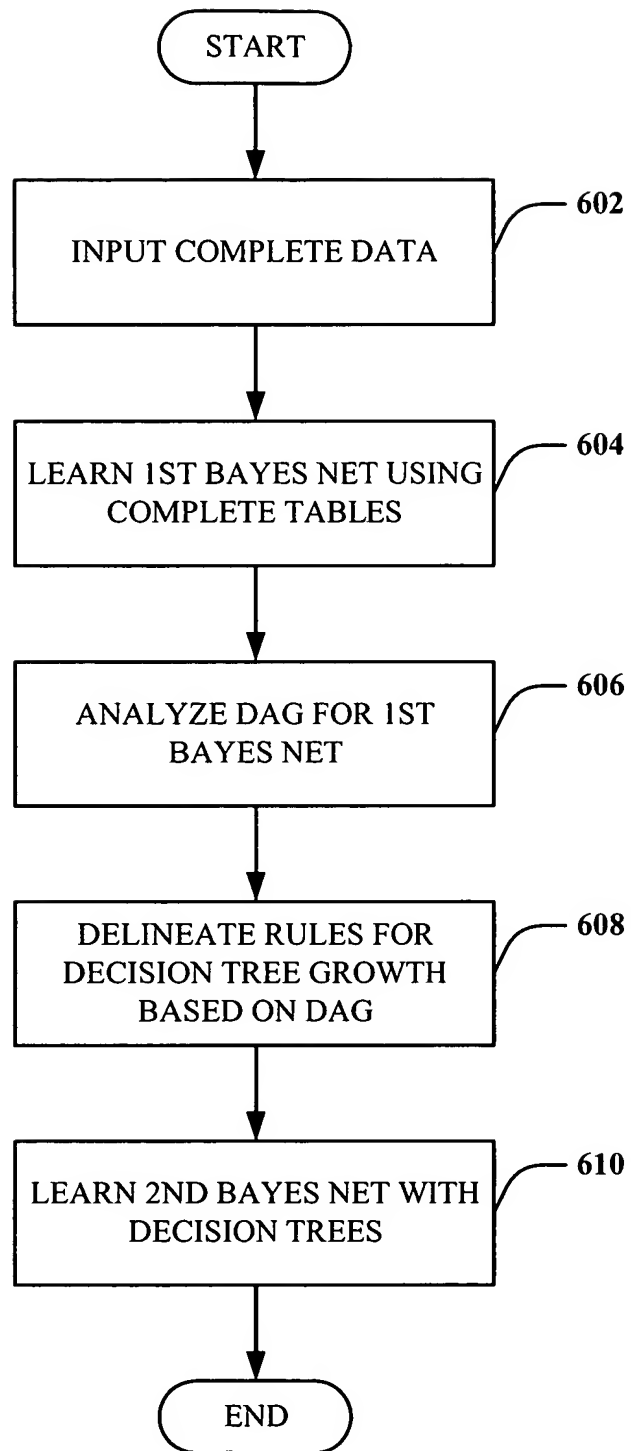 START
INPUT COMPLETE DATA
602
LEARN 1ST BAYES NET USING
COMPLETE TABLES
604
ANALYZE DAG FOR 1ST
BAYES NET
606
DELINEATE RULES FOR
DECISION TREE GROWTH
BASED ON DAG
608
LEARN 2ND BAYES NET WITH
DECISION TREES
610
END